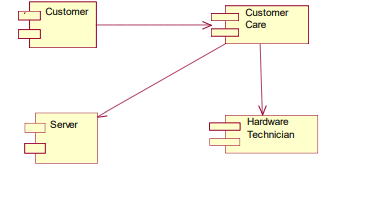 Customer
Customer
Care
Server
Hardware
Technician